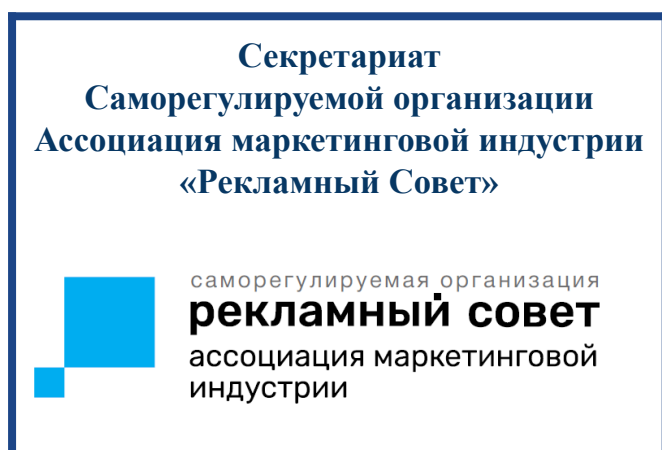 Секретариат
Саморегулируемой организации
Ассоциация маркетинговой индустрии
«Рекламный Совет»
саморегулируемая организация
рекламный совет
ассоциация маркетинговой
индустрии